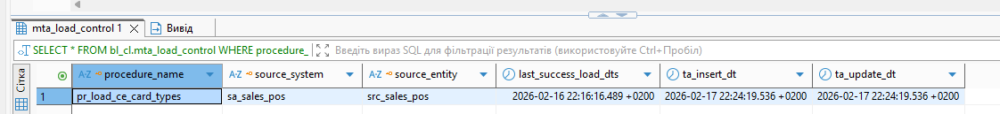 mta_load_control 1
Вивід
SELECT * FROM bl_cl.mta_load_control WHERE procedure_
Введіть вираз SQL для фільтрації результатів (використовуйте Ctrl+Пробіл)
Сітка
A-Z procedure_name
A-Z source_system
A-Z source_entity
last_success_load_dts
ta_insert_dt
ta_update_dt
1 pr_load_ce_card_types sa_sales_pos src_sales_pos 2026-02-16 22:16:16.489 +0200 2026-02-17 22:24:19.536 +0200 2026-02-17 22:24:19.536 +0200